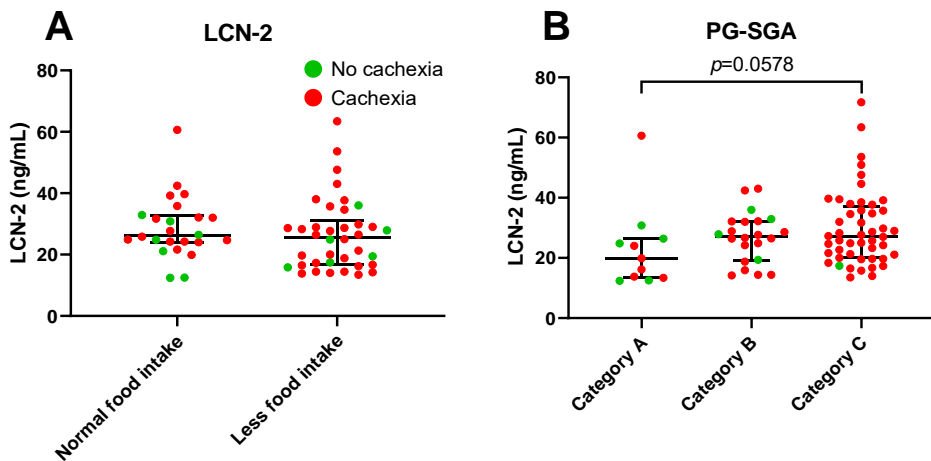 A
LCN-2
LCN-2 (ng/mL)
80
60
40
20
0
No cachexia
Cachexia
Normal food intake
Less food intake
B
PG-SGA
p=0.0578
LCN-2 (ng/mL)
80
60
40
20
0
Category A
Category B
Category C